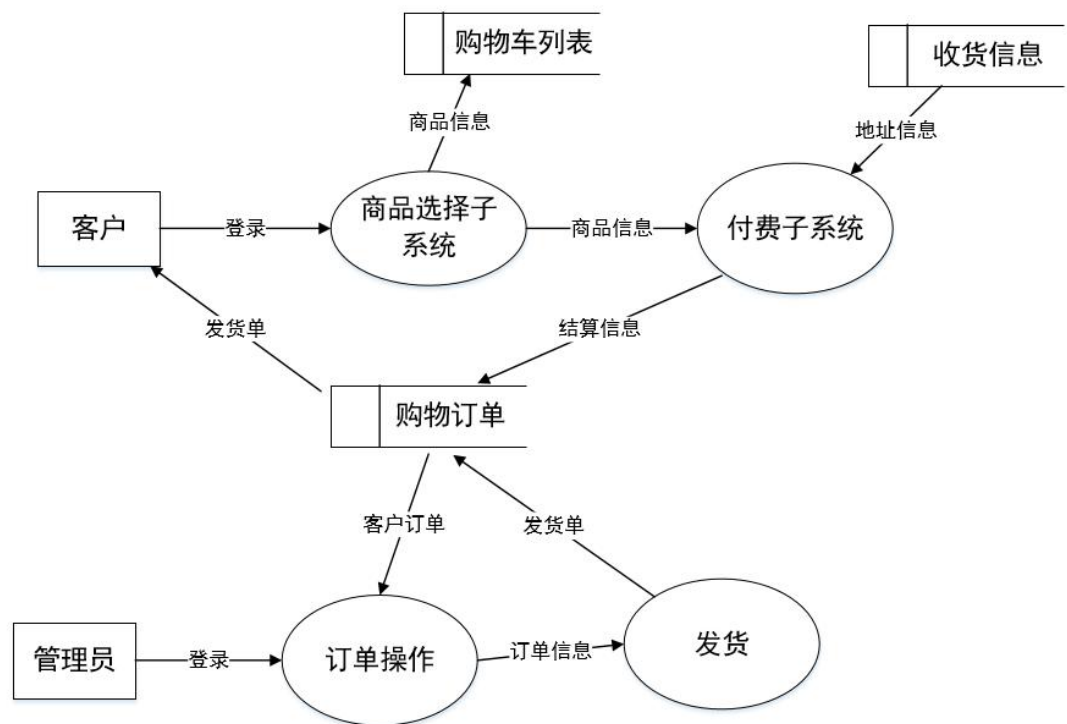 购物车列表
收货信息
商品信息
地址信息
客户
登录
商品选择子
系统
商品信息
付费子系统
发货单
结算信息
购物订单
客户订单
发货单
管理员
登录
订单操作
订单信息
发货